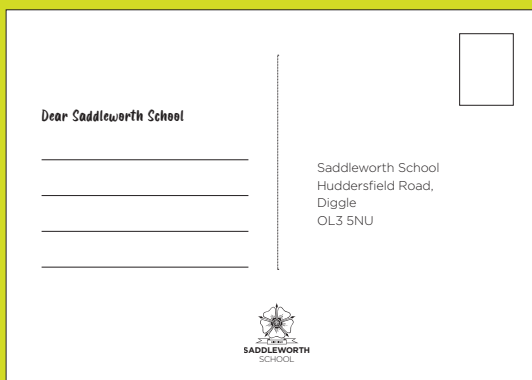 Dear Saddleworth School
Saddleworth School
Huddersfield Road,
Diggle
OL3 5NU
SADDLEWORTH
SCHOOL